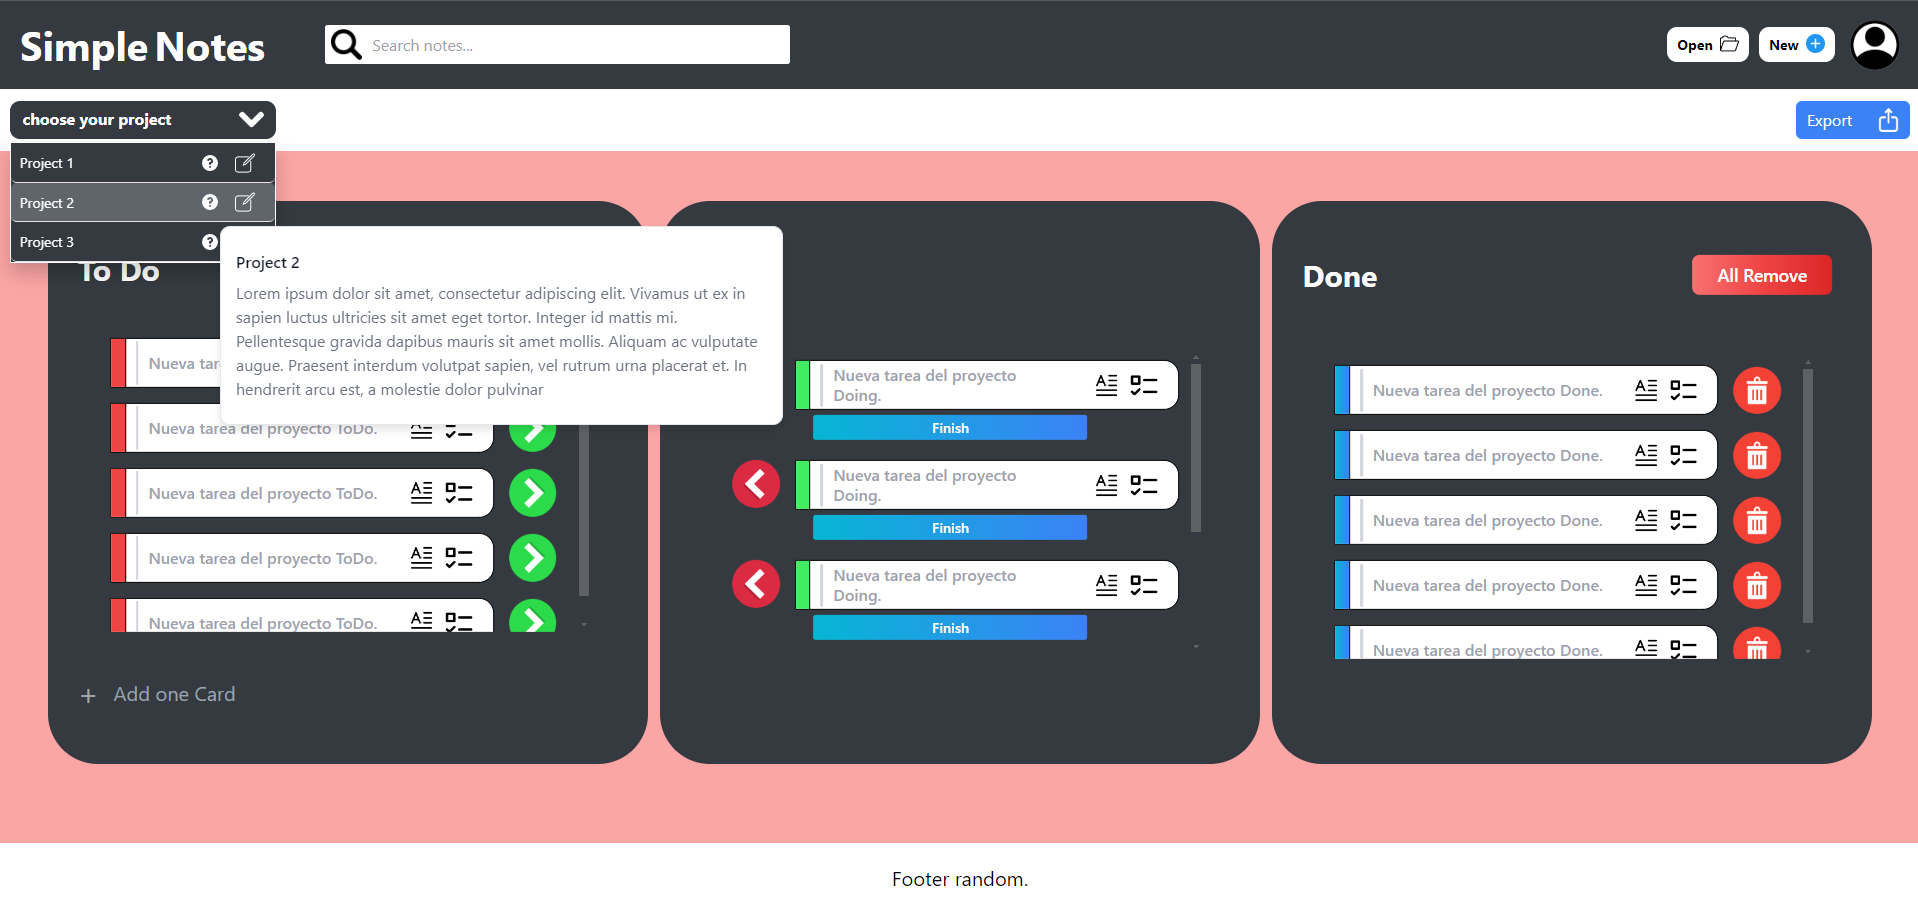 Simple Notes
Search notes...
Open
New
choose your project
Export
Project 1
Project 2
Project 3
Project 2
Lorem ipsum dolor sit amet, consectetur adipiscing elit. Vivamus ut ex in
sapien luctus ultricies sit amet eget tortor. Integer id mattis mi.
Pellentesque gravida dapibus mauris sit amet mollis. Aliquam ac vulputate
augue. Praesent interdum volutpat sapien, vel rutrum urna placerat et. In
hendrerit arcu est, a molestie dolor pulvinar
To Do
Nueva tar
Nueva tarea del proyecto ToDo.
Nueva tarea del proyecto ToDo.
Nueva tarea del proyecto ToDo.
Nueva tarea del proyecto ToDo.
+ Add one Card
Nueva tarea del proyecto
Doing.
Finish
Nueva tarea del proyecto
Doing.
Finish
Nueva tarea del proyecto
Doing.
Finish
Done
All Remove
Nueva tarea del proyecto Done.
Nueva tarea del proyecto Done.
Nueva tarea del proyecto Done.
Nueva tarea del proyecto Done.
Nueva tarea del proyecto Done.
Footer random.